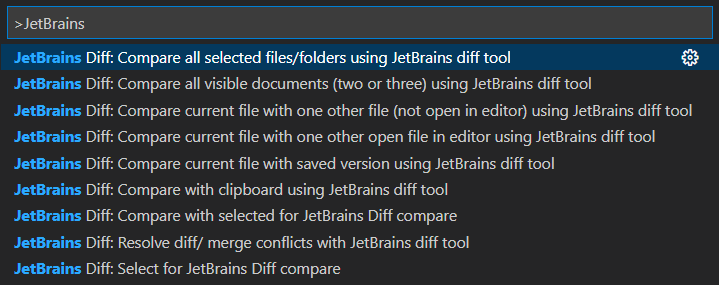 >JetBrains
JetBrains Diff: Compare all selected files/folders using JetBrains diff tool
JetBrains Diff: Compare all visible documents (two or three) using JetBrains diff tool
JetBrains Diff: Compare current file with one other file (not open in editor) using JetBrains diff tool
JetBrains Diff: Compare current file with one other open file in editor using JetBrains diff tool
JetBrains Diff: Compare current file with saved version using JetBrains diff tool
JetBrains Diff: Compare with clipboard using JetBrains diff tool
JetBrains Diff: Compare with selected for JetBrains Diff compare
JetBrains Diff: Resolve diff/ merge conflicts with JetBrains diff tool
JetBrains Diff: Select for JetBrains Diff compare